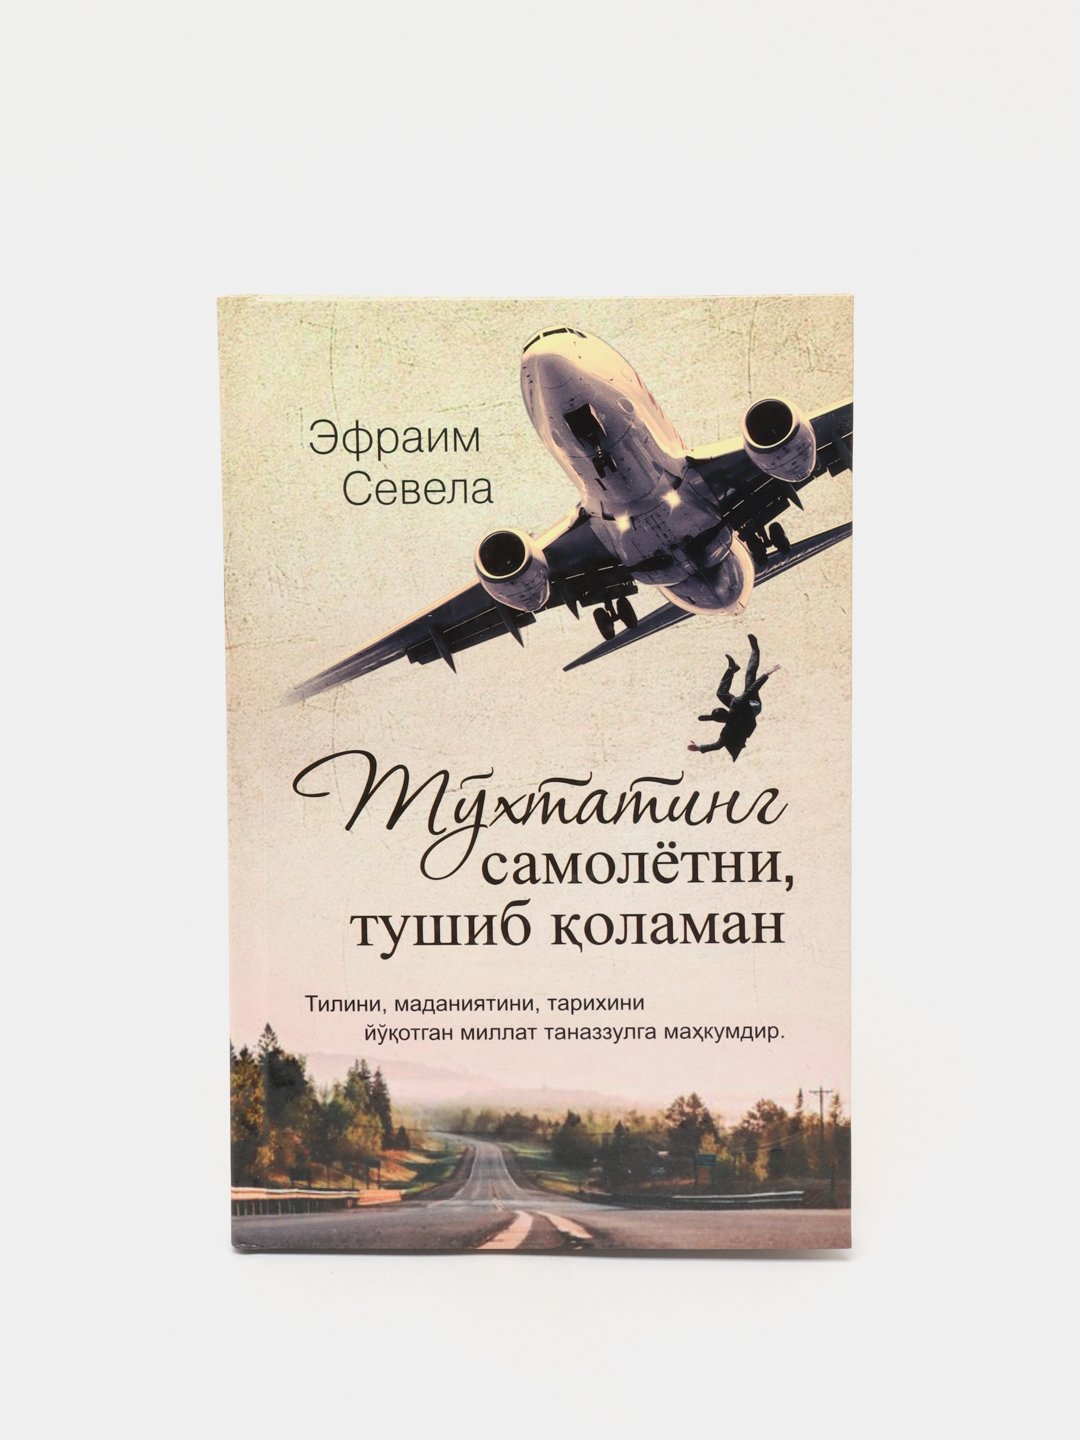 Эфраим
Севела
Тўхтатинг
самолётни,
тушиб қоламан
Тилини, маданиятини, тарихини
йўқотган миллат таназзулга маҳкумдир.